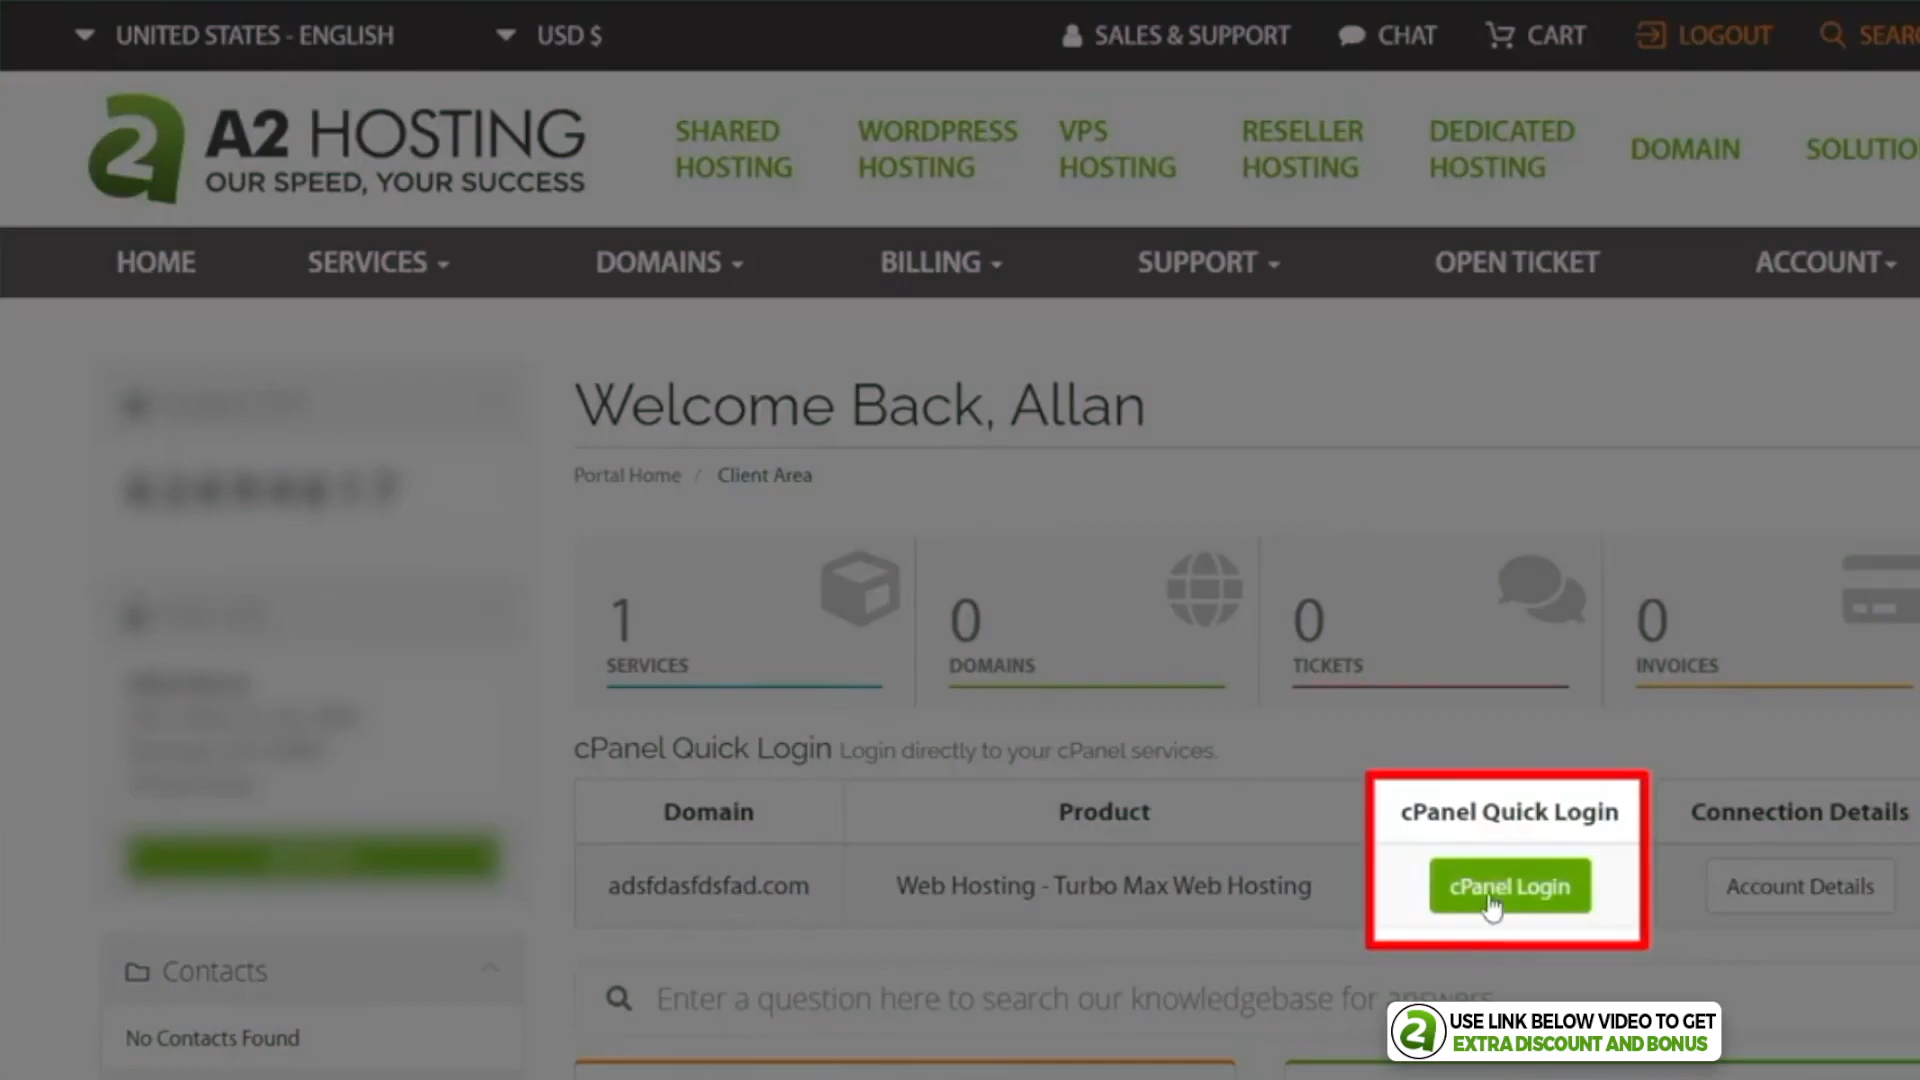 UNITED STATES - ENGLISH USD $ SALES & SUPPORT CHAT CART LOGOUT SEAR
A2 HOSTING
OUR SPEED, YOUR SUCCESS
SHARED HOSTING
WORDPRESS HOSTING
VPS HOSTING
RESELLER HOSTING
DEDICATED HOSTING
DOMAIN
SOLUTIO
HOME SERVICES DOMAINS BILLING SUPPORT OPEN TICKET ACCOUNT
Welcome Back, Allan
Portal Home / Client Area
1 SERVICES
0 DOMAINS
0 TICKETS
0 INVOICES
cPanel Quick Login Login directly to your cPanel services.
Domain Product cPanel Quick Login Connection Details
adsfdasfdsfad.com Web Hosting - Turbo Max Web Hosting cPanel Login Account Details
Contacts
No Contacts Found
Enter a question here to search our knowledgebase for answers
USE LINK BELOW VIDEO TO GET
EXTRA DISCOUNT AND BONUS